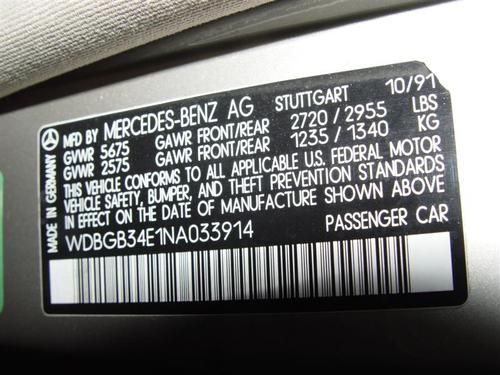 MADE IN GERMANY
MFD BY MERCEDES-BENZ AG STUTTGART 10/91
GVWR 5675 GAWR FRONT/REAR 2720 / 2955 LBS
GVWR 2575 GAWR FRONT/REAR 1235 / 1340 KG
THIS VEHICLE CONFORMS TO ALL APPLICABLE U.S. FEDERAL MOTOR
VEHICLE SAFETY, BUMPER, AND THEFT PREVENTION STANDARDS
IN EFFECT ON THE DATE OF MANUFACTURE SHOWN ABOVE.
WDBGB34E1NA033914 PASSENGER CAR